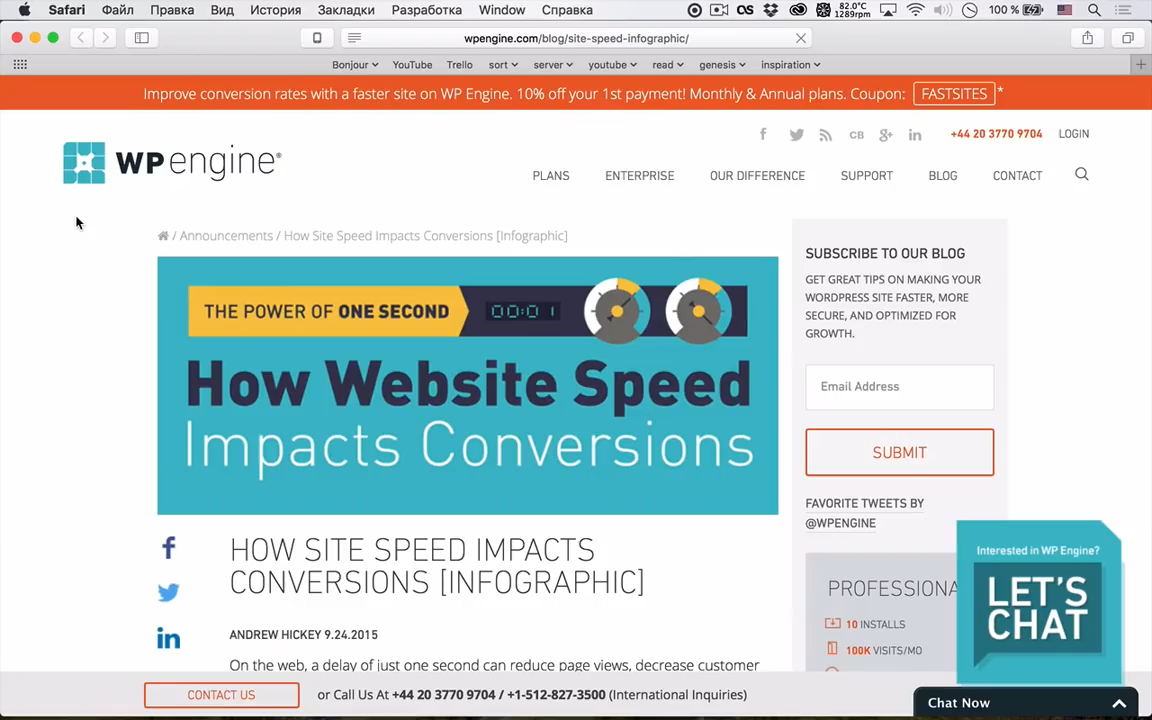 Safari Файл Правка Вид История Закладки Разработка Window Справка 82.0°C 1289rpm 100 %
wpengine.com/blog/site-speed-infographic/
Bonjour YouTube Trello sort server youtube read genesis inspiration
Improve conversion rates with a faster site on WP Engine. 10% off your 1st payment! Monthly & Annual plans. Coupon: FASTSITES *
CB +44 20 3770 9704 LOGIN
WP engine®
PLANS ENTERPRISE OUR DIFFERENCE SUPPORT BLOG CONTACT
/ Announcements / How Site Speed Impacts Conversions [Infographic]
THE POWER OF ONE SECOND 00:01
How Website Speed
Impacts Conversions
HOW SITE SPEED IMPACTS
CONVERSIONS [INFOGRAPHIC]
ANDREW HICKEY 9.24.2015
On the web, a delay of just one second can reduce page views, decrease customer
SUBSCRIBE TO OUR BLOG
GET GREAT TIPS ON MAKING YOUR
WORDPRESS SITE FASTER, MORE
SECURE, AND OPTIMIZED FOR
GROWTH.
Email Address
SUBMIT
FAVORITE TWEETS BY
@WPENGINE
PROFESSIONA
10 INSTALLS
100K VISITS/MO
Interested in WP Engine?
LET'S
CHAT
CONTACT US or Call Us At +44 20 3770 9704 / +1-512-827-3500 (International Inquiries)
Chat Now